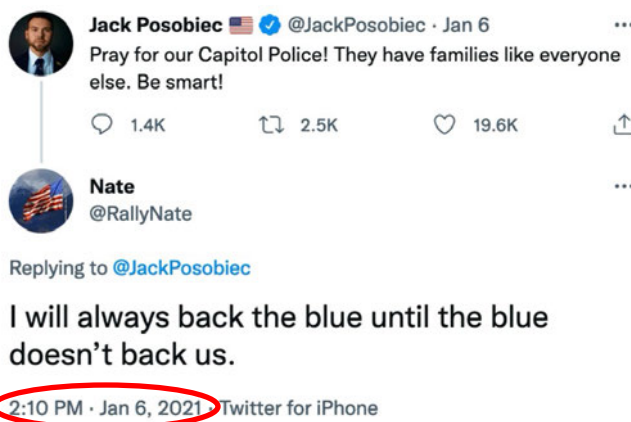 Jack Posobiec 🇺🇸 @JackPosobiec · Jan 6 ...
Pray for our Capitol Police! They have families like everyone
else. Be smart!
1.4K 2.5K 19.6K
Nate ...
@RallyNate
Replying to @JackPosobiec
I will always back the blue until the blue
doesn’t back us.
2:10 PM · Jan 6, 2021 · Twitter for iPhone